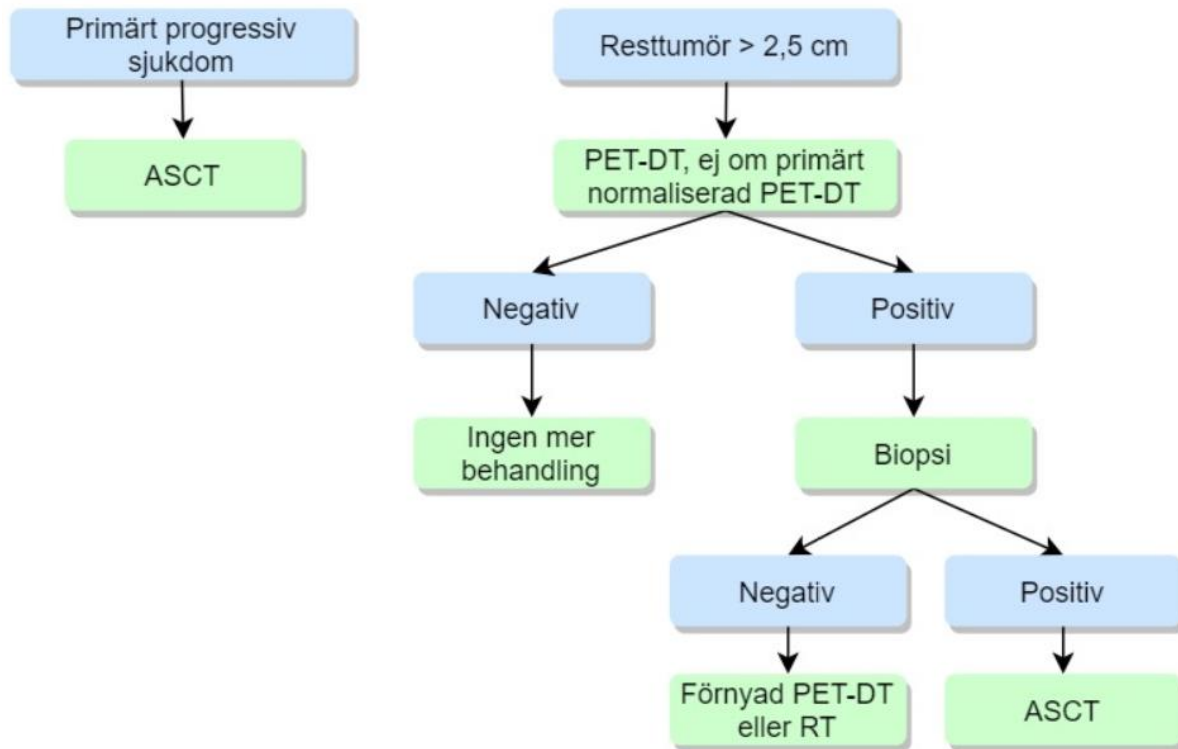 Primärt progressiv
sjukdom
ASCT
Resttumör > 2,5 cm
PET-DT, ej om primärt
normaliserad PET-DT
Negativ
Positiv
Ingen mer
behandling
Biopsi
Negativ
Positiv
Förnyad PET-DT
eller RT
ASCT